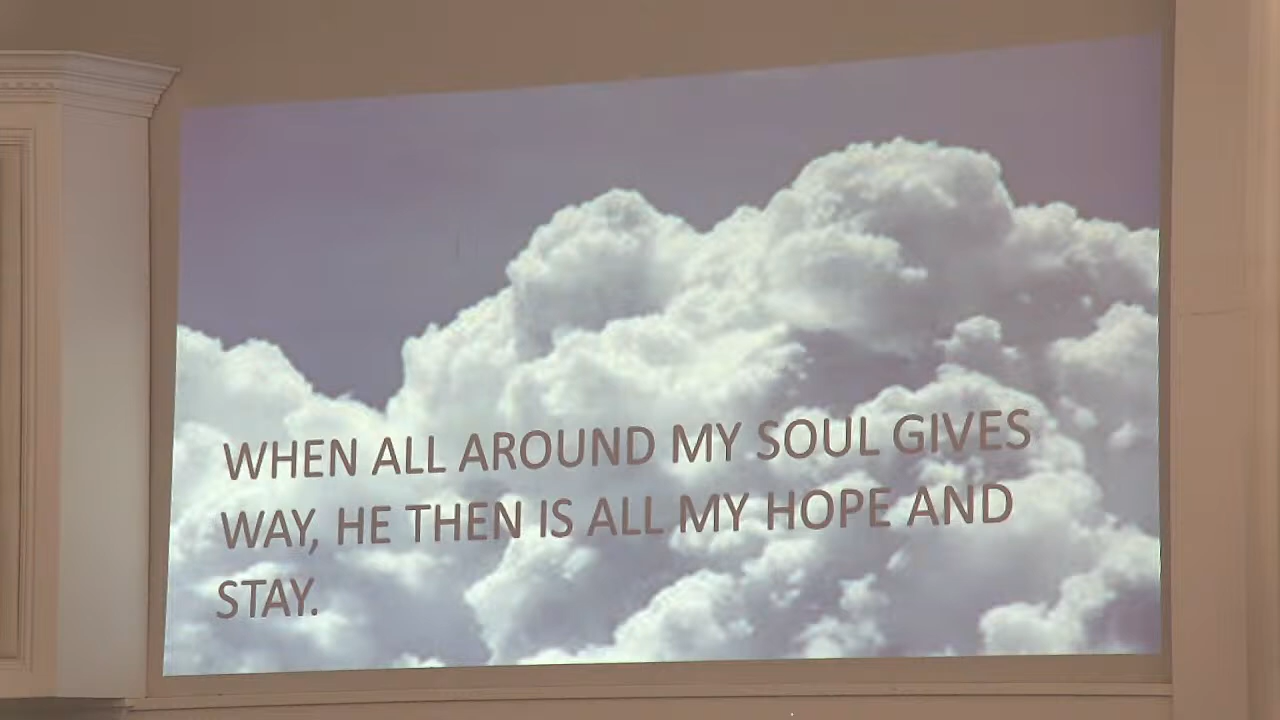 WHEN ALL AROUND MY SOUL GIVES
WAY, HE THEN IS ALL MY HOPE AND
STAY.